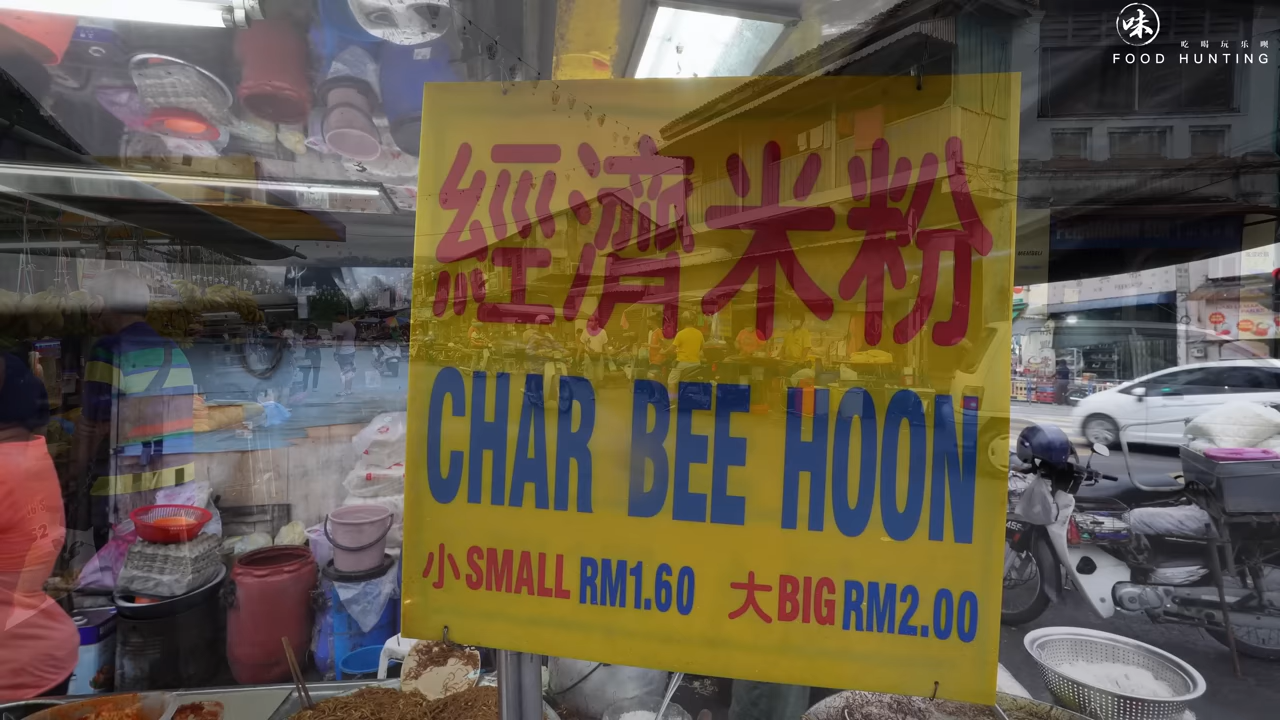 味
吃喝玩乐呗
FOOD HUNTING
經濟米粉
CHAR BEE HOON
小 SMALL RM1.60 大 BIG RM2.00